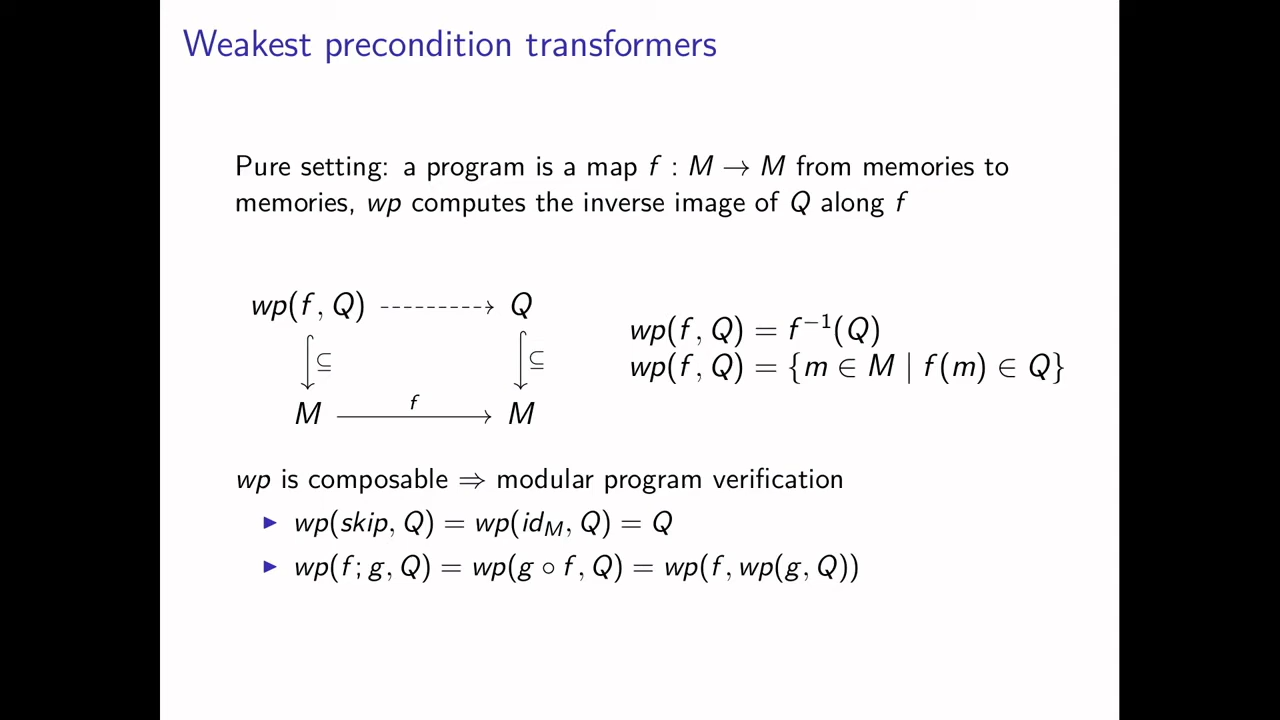 Weakest precondition transformers
Pure setting: a program is a map f : M → M from memories to
memories, wp computes the inverse image of Q along f
wp(f, Q) Q
⊆ ⊆
M f M
wp(f, Q) = f⁻¹(Q)
wp(f, Q) = {m ∈ M | f(m) ∈ Q}
wp is composable ⇒ modular program verification
▶ wp(skip, Q) = wp(id_M, Q) = Q
▶ wp(f; g, Q) = wp(g ∘ f, Q) = wp(f, wp(g, Q))